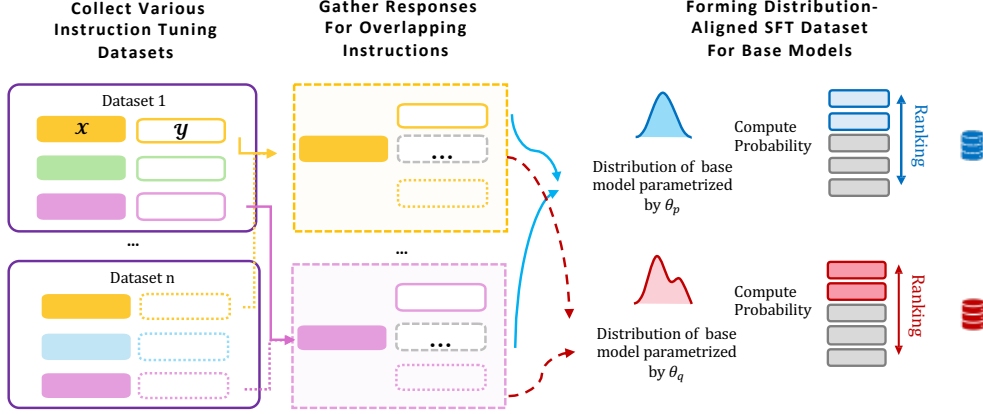 Collect Various
Instruction Tuning
Datasets
Gather Responses
For Overlapping
Instructions
Forming Distribution-
Aligned SFT Dataset
For Base Models
Dataset 1
x
y
...
Dataset n
...
...
...
Distribution of base
model parametrized
by θp
Compute
Probability
Ranking
Distribution of base
model parametrized
by θq
Compute
Probability
Ranking